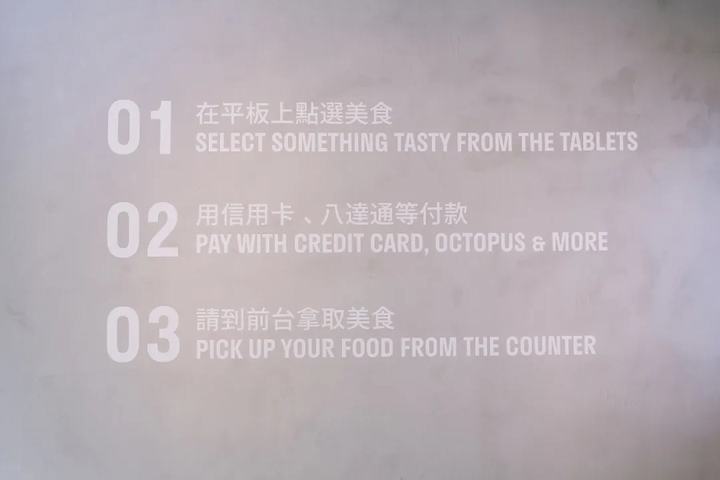 01
在平板上點選美食
SELECT SOMETHING TASTY FROM THE TABLETS
02
用信用卡、八達通等付款
PAY WITH CREDIT CARD, OCTOPUS & MORE
03
請到前台拿取美食
PICK UP YOUR FOOD FROM THE COUNTER